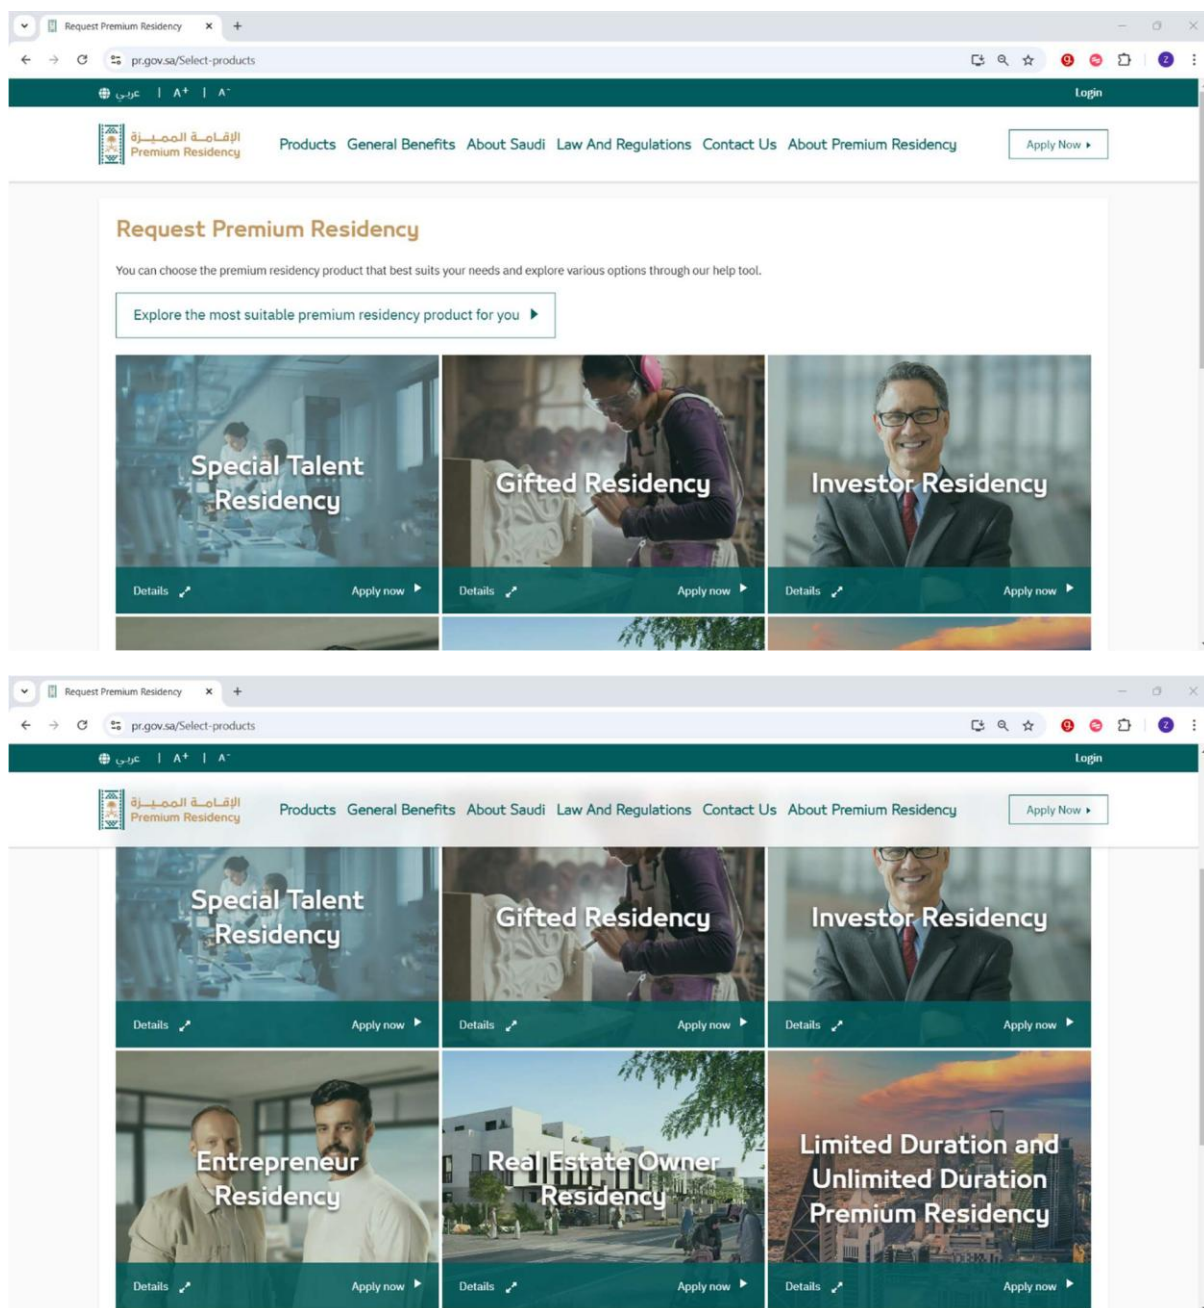 Request Premium Residency
pr.gov.sa/Select-products
عربي | A+ | A-
Login
الإقامـة المميـزة
Premium Residency
Products General Benefits About Saudi Law And Regulations Contact Us About Premium Residency
Apply Now
Request Premium Residency
You can choose the premium residency product that best suits your needs and explore various options through our help tool.
Explore the most suitable premium residency product for you
Special Talent
Residency
Gifted Residency
Investor Residency
Details Apply now
Details Apply now
Details Apply now
Request Premium Residency
pr.gov.sa/Select-products
عربي | A+ | A-
Login
الإقامـة المميـزة
Premium Residency
Products General Benefits About Saudi Law And Regulations Contact Us About Premium Residency
Apply Now
Special Talent
Residency
Gifted Residency
Investor Residency
Details Apply now
Details Apply now
Details Apply now
Entrepreneur
Residency
Real Estate Owner
Residency
Limited Duration and
Unlimited Duration
Premium Residency
Details Apply now
Details Apply now
Details Apply now